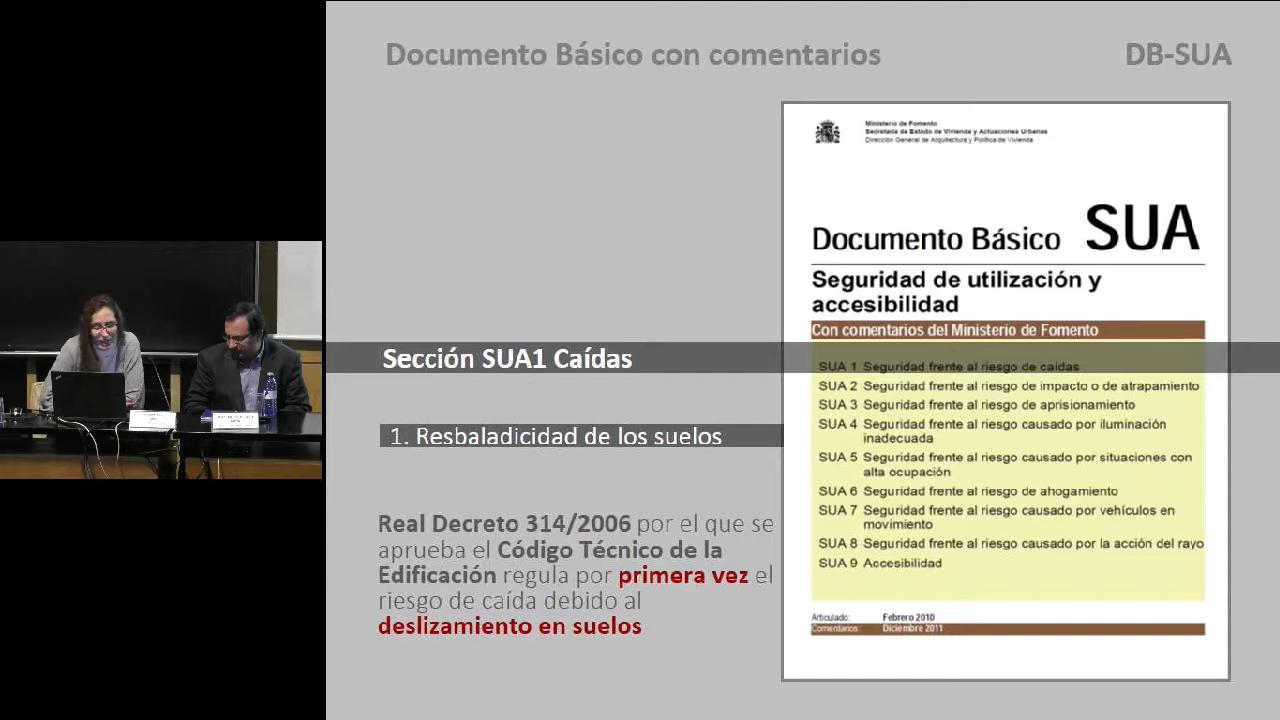 Documento Básico con comentarios
DB-SUA
Ministerio de Fomento
Secretaría de Estado de Vivienda y Actuaciones Urbanas
Dirección General de Arquitectura y Política de Vivienda
Documento Básico SUA
Seguridad de utilización y
accesibilidad
Con comentarios del Ministerio de Fomento
Sección SUA1 Caídas
SUA 1 Seguridad frente al riesgo de caídas
SUA 2 Seguridad frente al riesgo de impacto o de atrapamiento
SUA 3 Seguridad frente al riesgo de aprisionamiento
SUA 4 Seguridad frente al riesgo causado por iluminación
inadecuada
SUA 5 Seguridad frente al riesgo causado por situaciones con
alta ocupación
SUA 6 Seguridad frente al riesgo de ahogamiento
SUA 7 Seguridad frente al riesgo causado por vehículos en
movimiento
SUA 8 Seguridad frente al riesgo causado por la acción del rayo
SUA 9 Accesibilidad
Articulado: Febrero 2010
Comentarios: Diciembre 2011
1. Resbaladicidad de los suelos
Real Decreto 314/2006 por el que se
aprueba el Código Técnico de la
Edificación regula por primera vez el
riesgo de caída debido al
deslizamiento en suelos